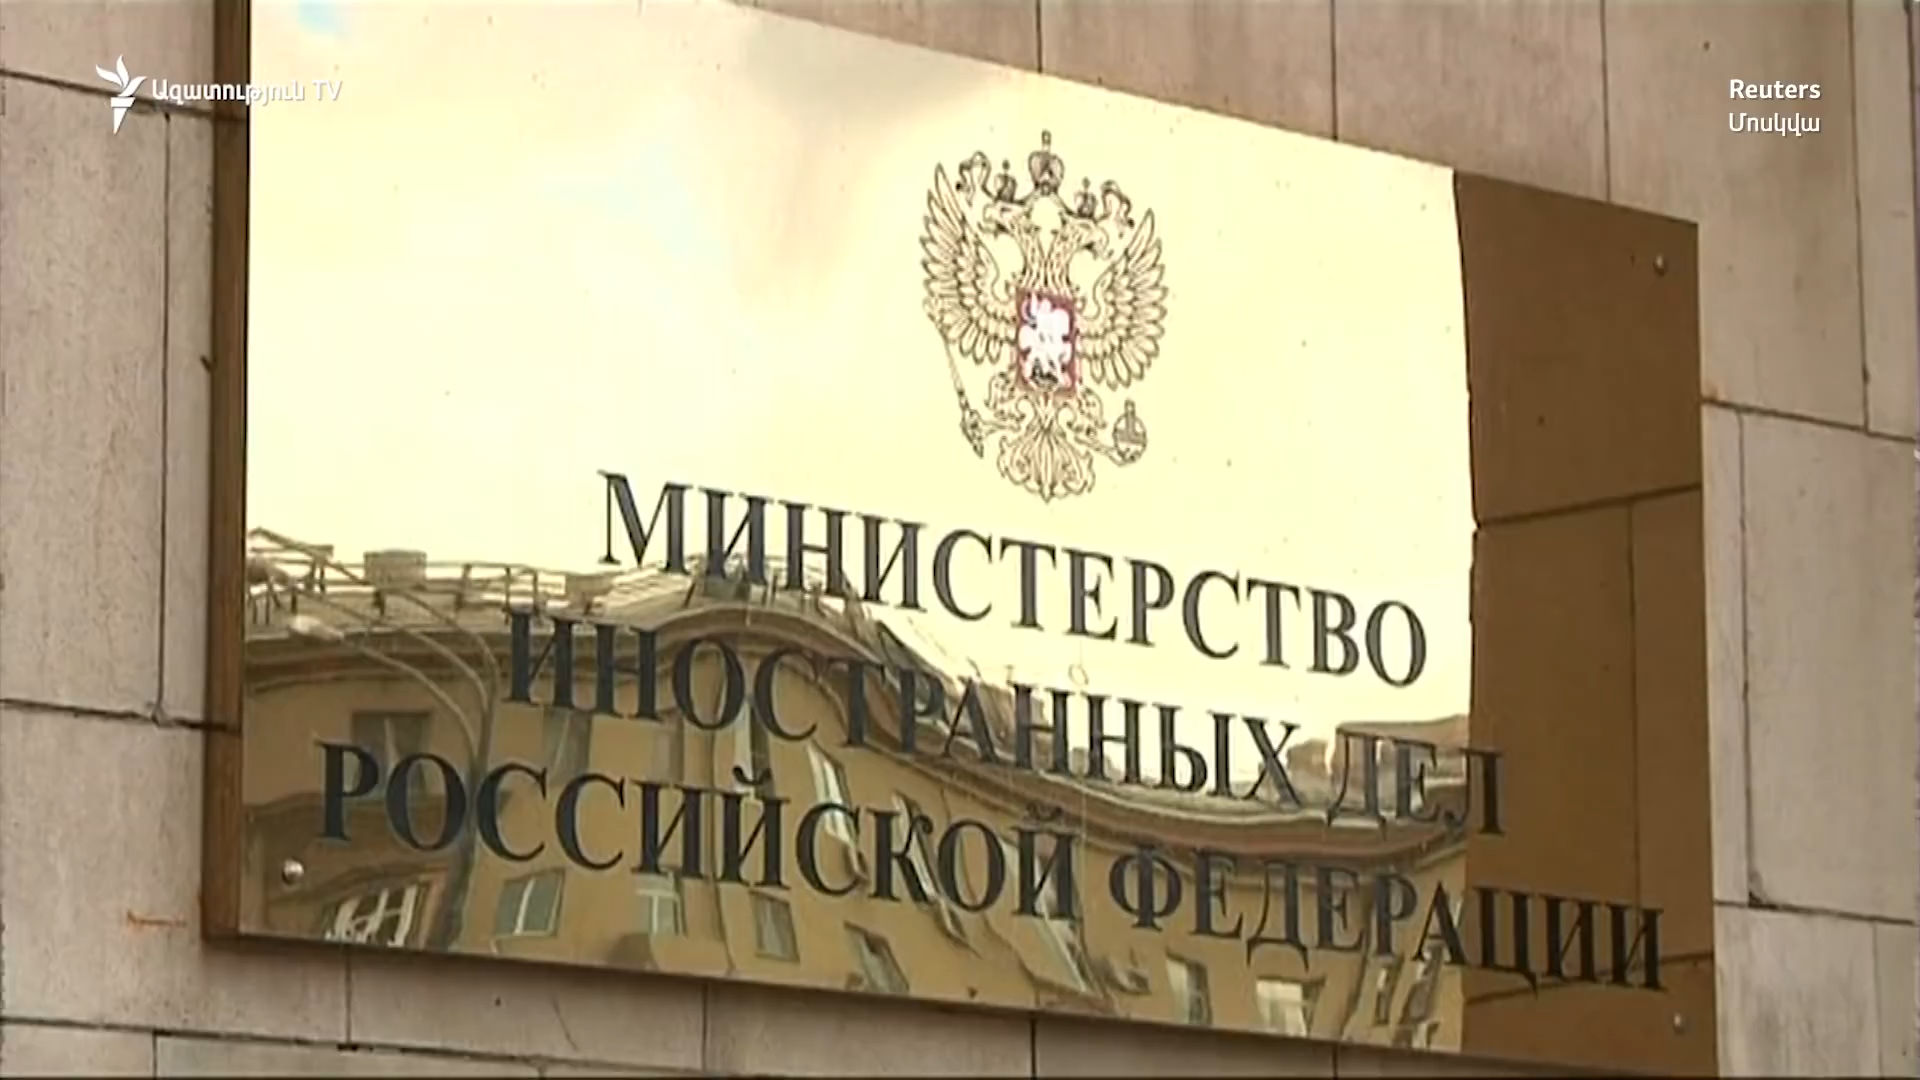 Ազատություն TV
Reuters
Մոսկվա
МИНИСТЕРСТВО
ИНОСТРАННЫХ ДЕЛ
РОССИЙСКОЙ ФЕДЕРАЦИИ